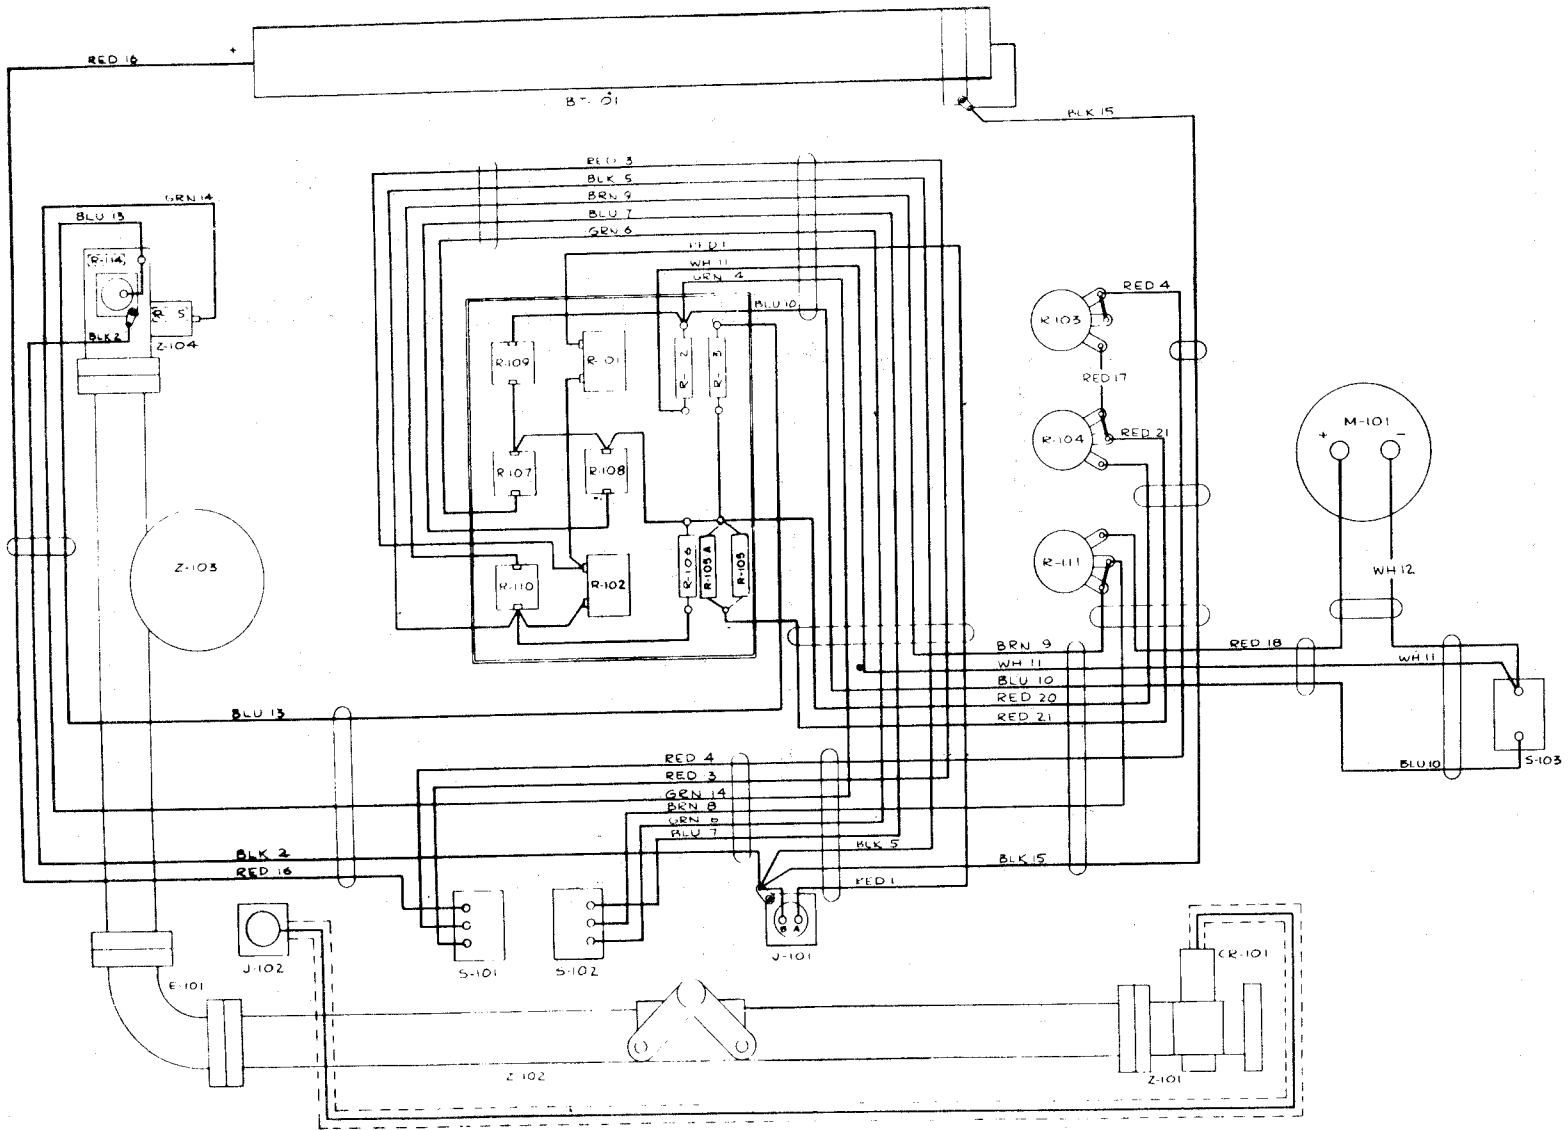 RED 16
+
BLK 15
RED 3
BLK 5
BRN 9
BLU 7
GRN 6
RED 1
WH 11
GRN 4
BLU 10
GRN 14
BLU 13
R-114
BLK 2
Z-104
R-109
R-107
R-108
R-110
R-102
R-106
R-105 A
R-105
R-103
RED 4
RED 17
R-104
RED 21
R-111
M-101
+ −
WH 12
Z-103
BRN 9
WH 11
BLU 10
RED 20
RED 21
RED 18
WH 11
BLU 10
S-103
BLU 13
RED 4
RED 3
GRN 14
BRN 8
GRN 6
BLU 7
BLK 5
BLK 15
RED 1
BLK 2
RED 16
B A
J-101
J-102
S-101
S-102
E-101
CR-101
Z-102
Z-101